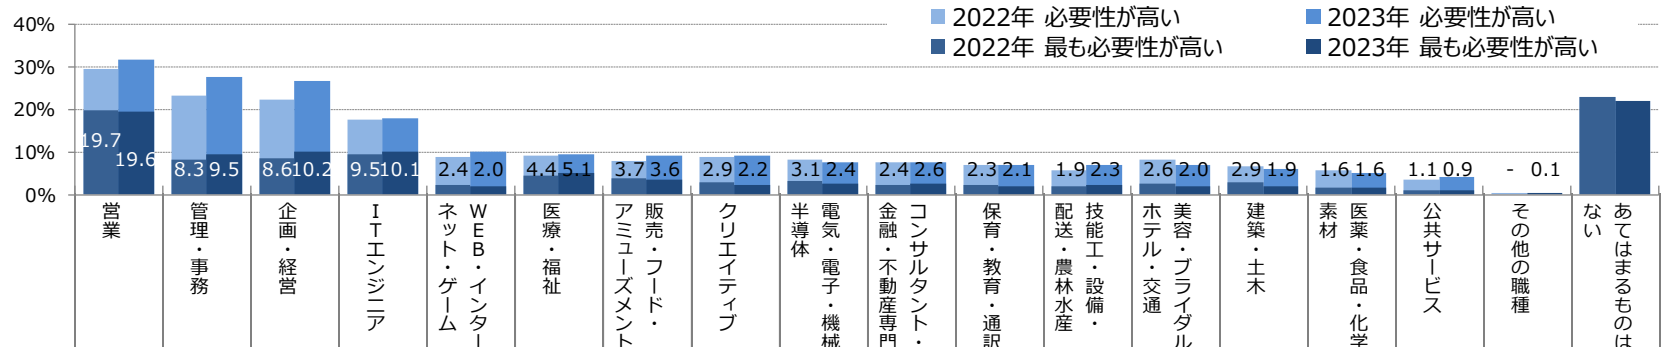 2022年 必要性が高い
2023年 必要性が高い
2022年 最も必要性が高い
2023年 最も必要性が高い
40%
30%
20%
10%
0%
19.7
19.6
8.3
9.5
8.6
10.2
9.5
10.1
2.4
2.0
4.4
5.1
3.7
3.6
2.9
2.2
3.1
2.4
2.4
2.6
2.3
2.1
1.9
2.3
2.6
2.0
2.9
1.9
1.6
1.6
1.1
0.9
-
0.1
営業
管理・事務
企画・経営
ITエンジニア
WEB・インター
ネット・ゲーム
医療・福祉
販売・フード・
アミューズメント
クリエイティブ
電気・電子・機械
半導体
コンサルタント・
金融・不動産専門
保育・教育・通訳
技能工・設備・
配送・農林水産
美容・ブライダル
ホテル・交通
建築・土木
医薬・食品・化学
素材
公共サービス
その他の職種
あてはまるものは
ない